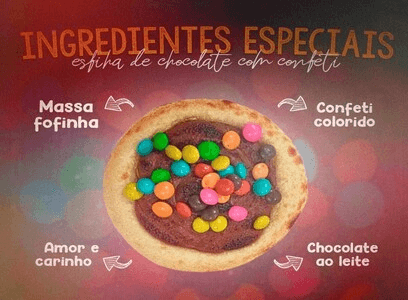 INGREDIENTES ESPECIAIS
esfiha de chocolate com confeti
Massa
fofinha
Confeti
colorido
Amor e
carinho
Chocolate
ao leite